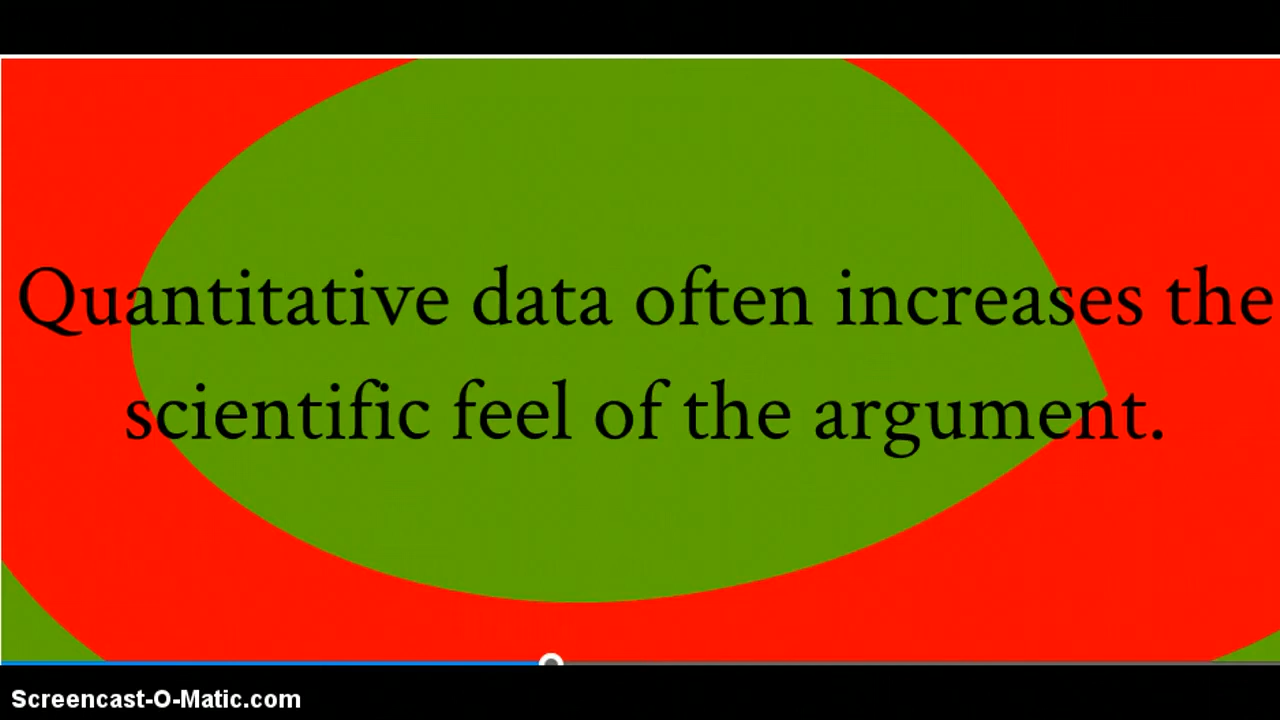 Quantitative data often increases the
scientific feel of the argument.
Screencast-O-Matic.com